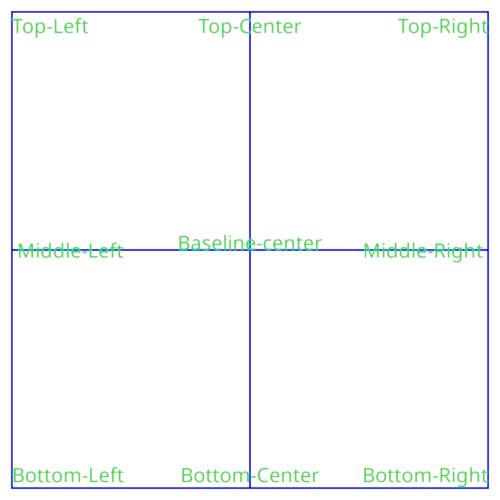 Top-Left
Top-Center
Top-Right
Middle-Left
Baseline-center
Middle-Right
Bottom-Left
Bottom-Center
Bottom-Right